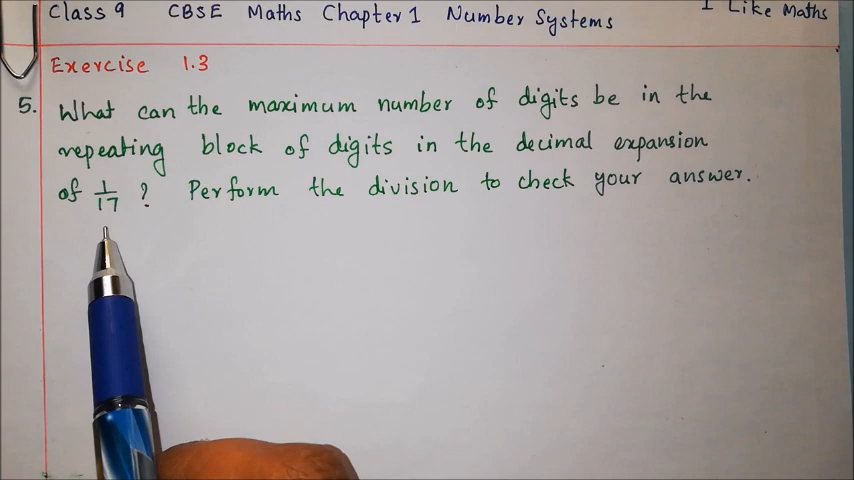 Class 9 CBSE Maths Chapter 1 Number Systems
I Like Maths
Exercise 1.3
5. What can the maximum number of digits be in the
repeating block of digits in the decimal expansion
of 1/17 ? Perform the division to check your answer.